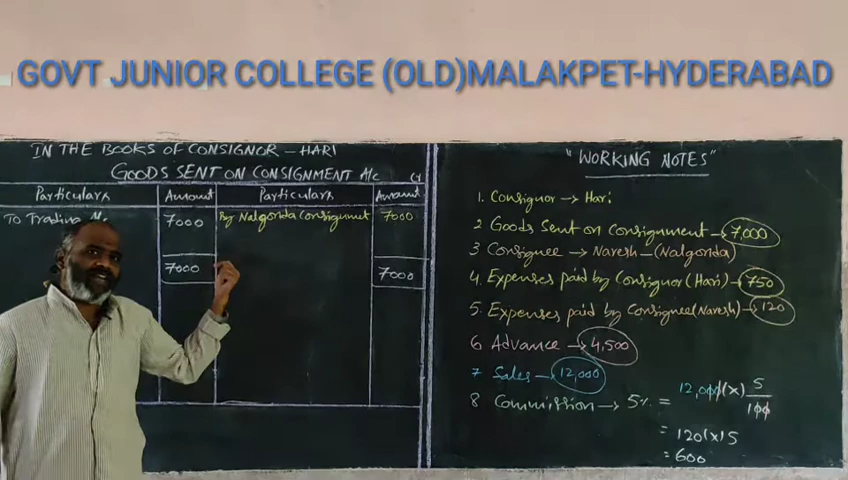 GOVT JUNIOR COLLEGE (OLD)MALAKPET-HYDERABAD
IN THE BOOKS OF CONSIGNOR - HARI
GOODS SENT ON CONSIGNMENT A/c
Particulars Amount Particulars Amount
To Trading A/c 7000 By Nalgonda Consignment 7000
7000 7000
"WORKING NOTES"
1. Consignor → Hari
2 Goods Sent on Consignment → 7,000
3 Consignee → Naresh - (Nalgonda)
4. Expenses paid by Consignor (Hari) - 750
5. Expenses paid by Consignee (Naresh) → 120
6 Advance → 4,500
7 Sales - 12,000
8 Commission → 5% = 12,000 (x) 5/100
= 120 (x) 5
= 600